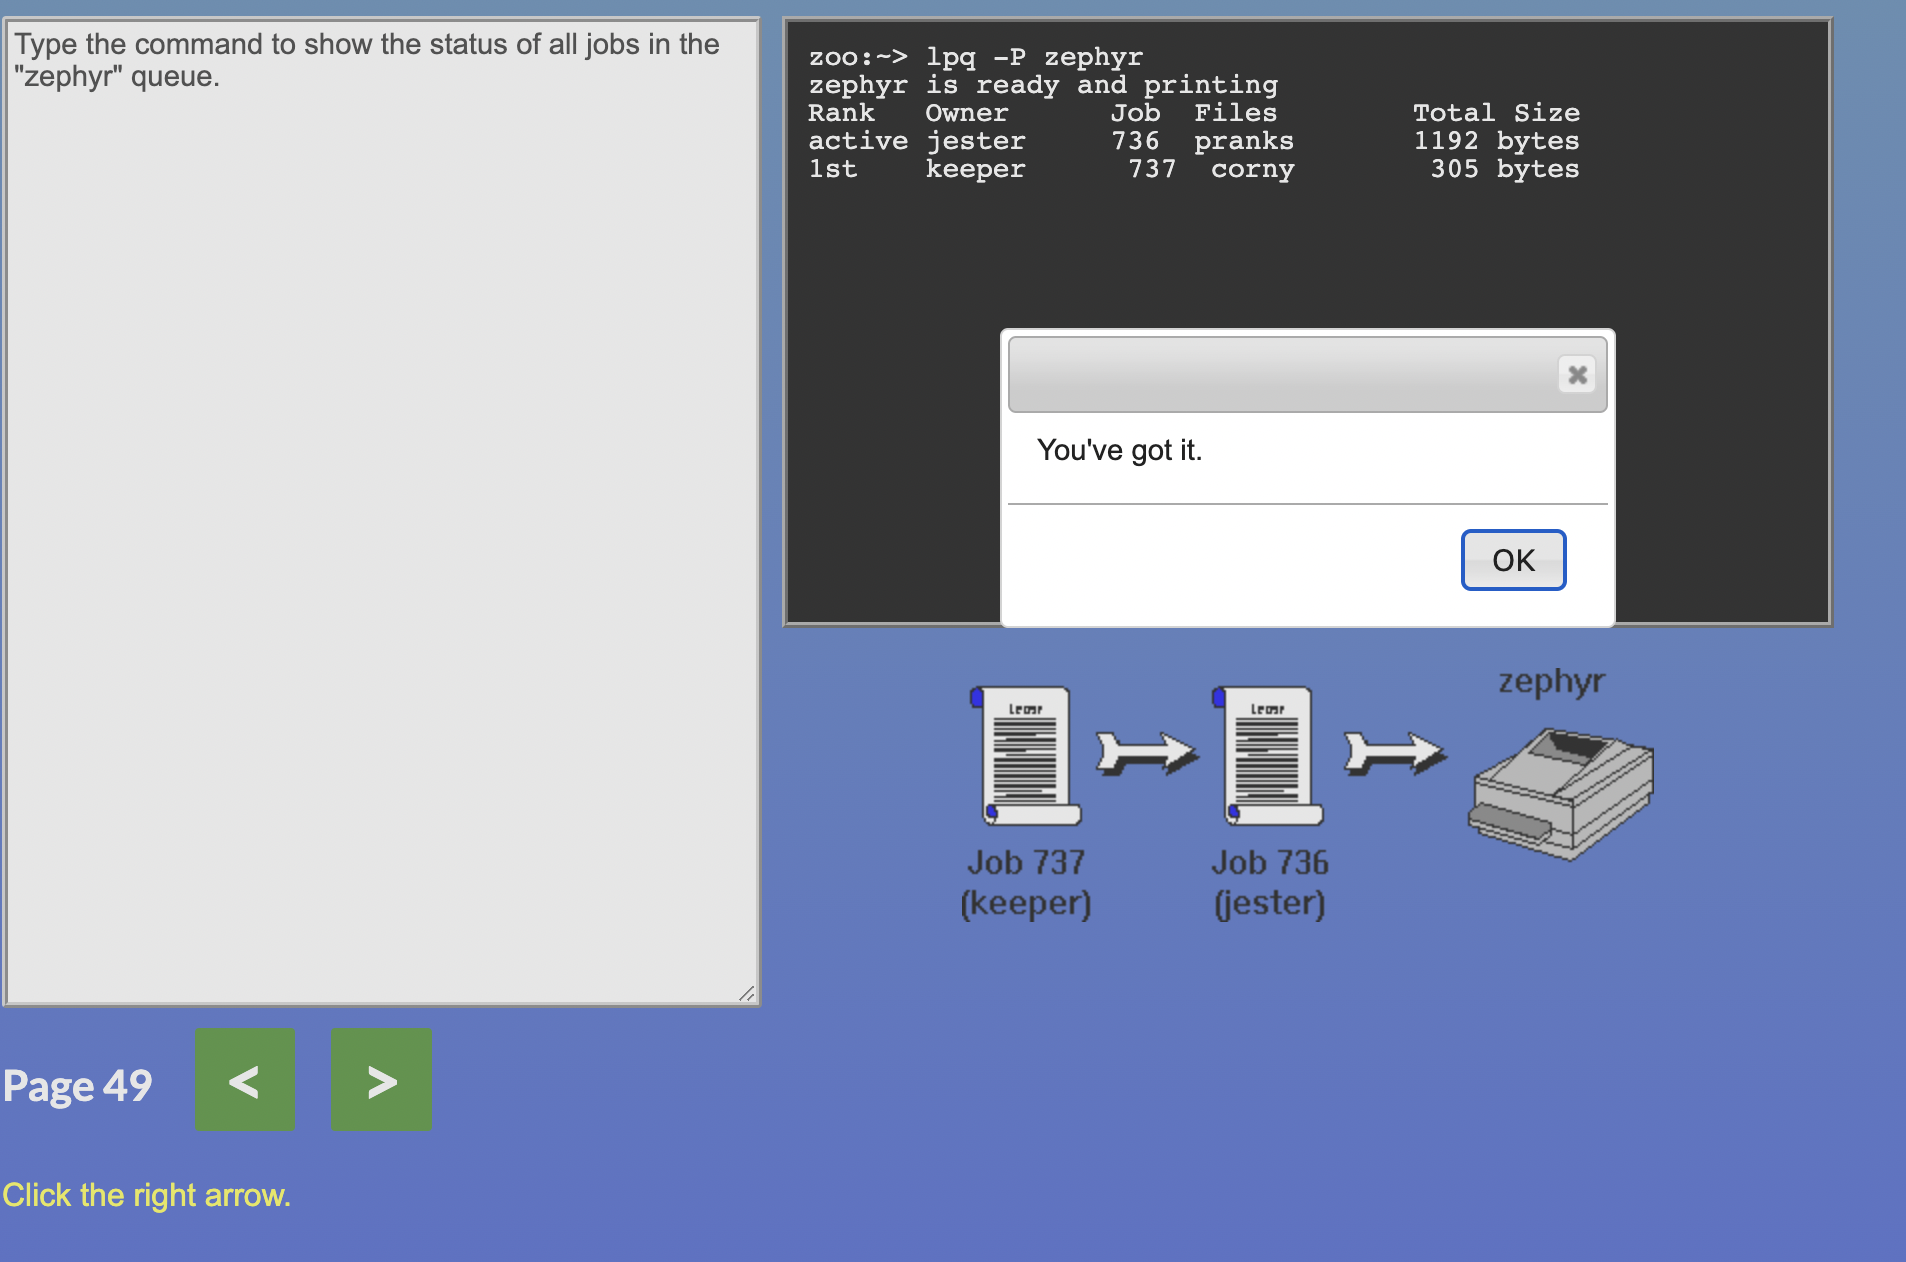 Type the command to show the status of all jobs in the
"zephyr" queue.
zoo:~> lpq -P zephyr
zephyr is ready and printing
Rank   Owner      Job  Files        Total Size
active jester     736  pranks       1192 bytes
1st    keeper      737  corny        305 bytes
You've got it.
OK
zephyr
Job 737
(keeper)
Job 736
(jester)
Page 49
<
>
Click the right arrow.